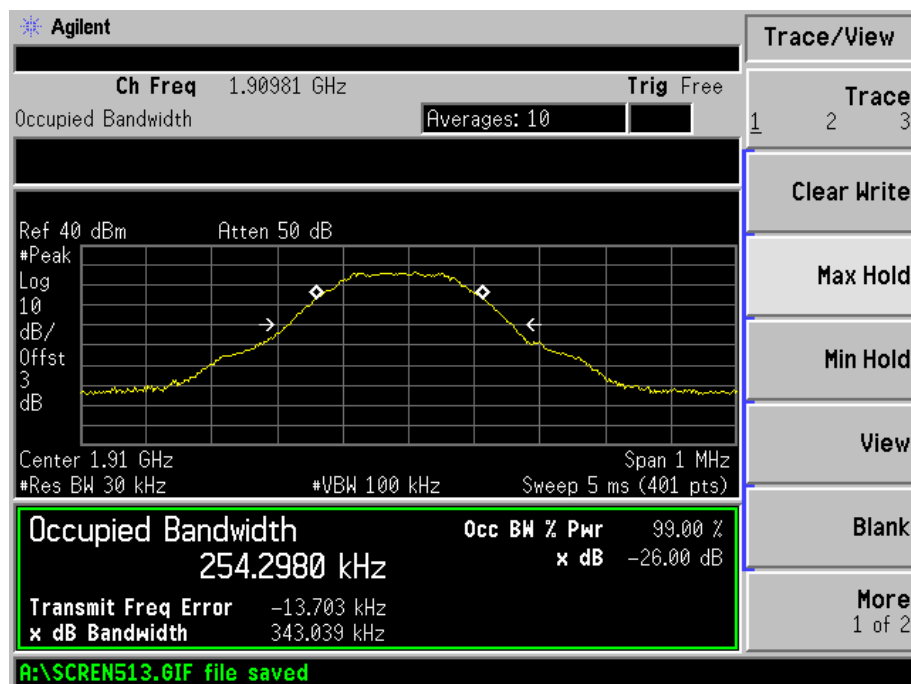 Agilent
Trace/View
Ch Freq 1.90981 GHz Trig Free
Occupied Bandwidth Averages: 10
Trace
1 2 3
Clear Write
Max Hold
Min Hold
View
Blank
More
1 of 2
Ref 40 dBm Atten 50 dB
#Peak
Log
10
dB/
Offst
3
dB
Center 1.91 GHz Span 1 MHz
#Res BW 30 kHz #VBW 100 kHz Sweep 5 ms (401 pts)
Occupied Bandwidth Occ BW % Pwr 99.00 %
254.2980 kHz x dB -26.00 dB
Transmit Freq Error -13.703 kHz
x dB Bandwidth 343.039 kHz
A:\SCREN513.GIF file saved